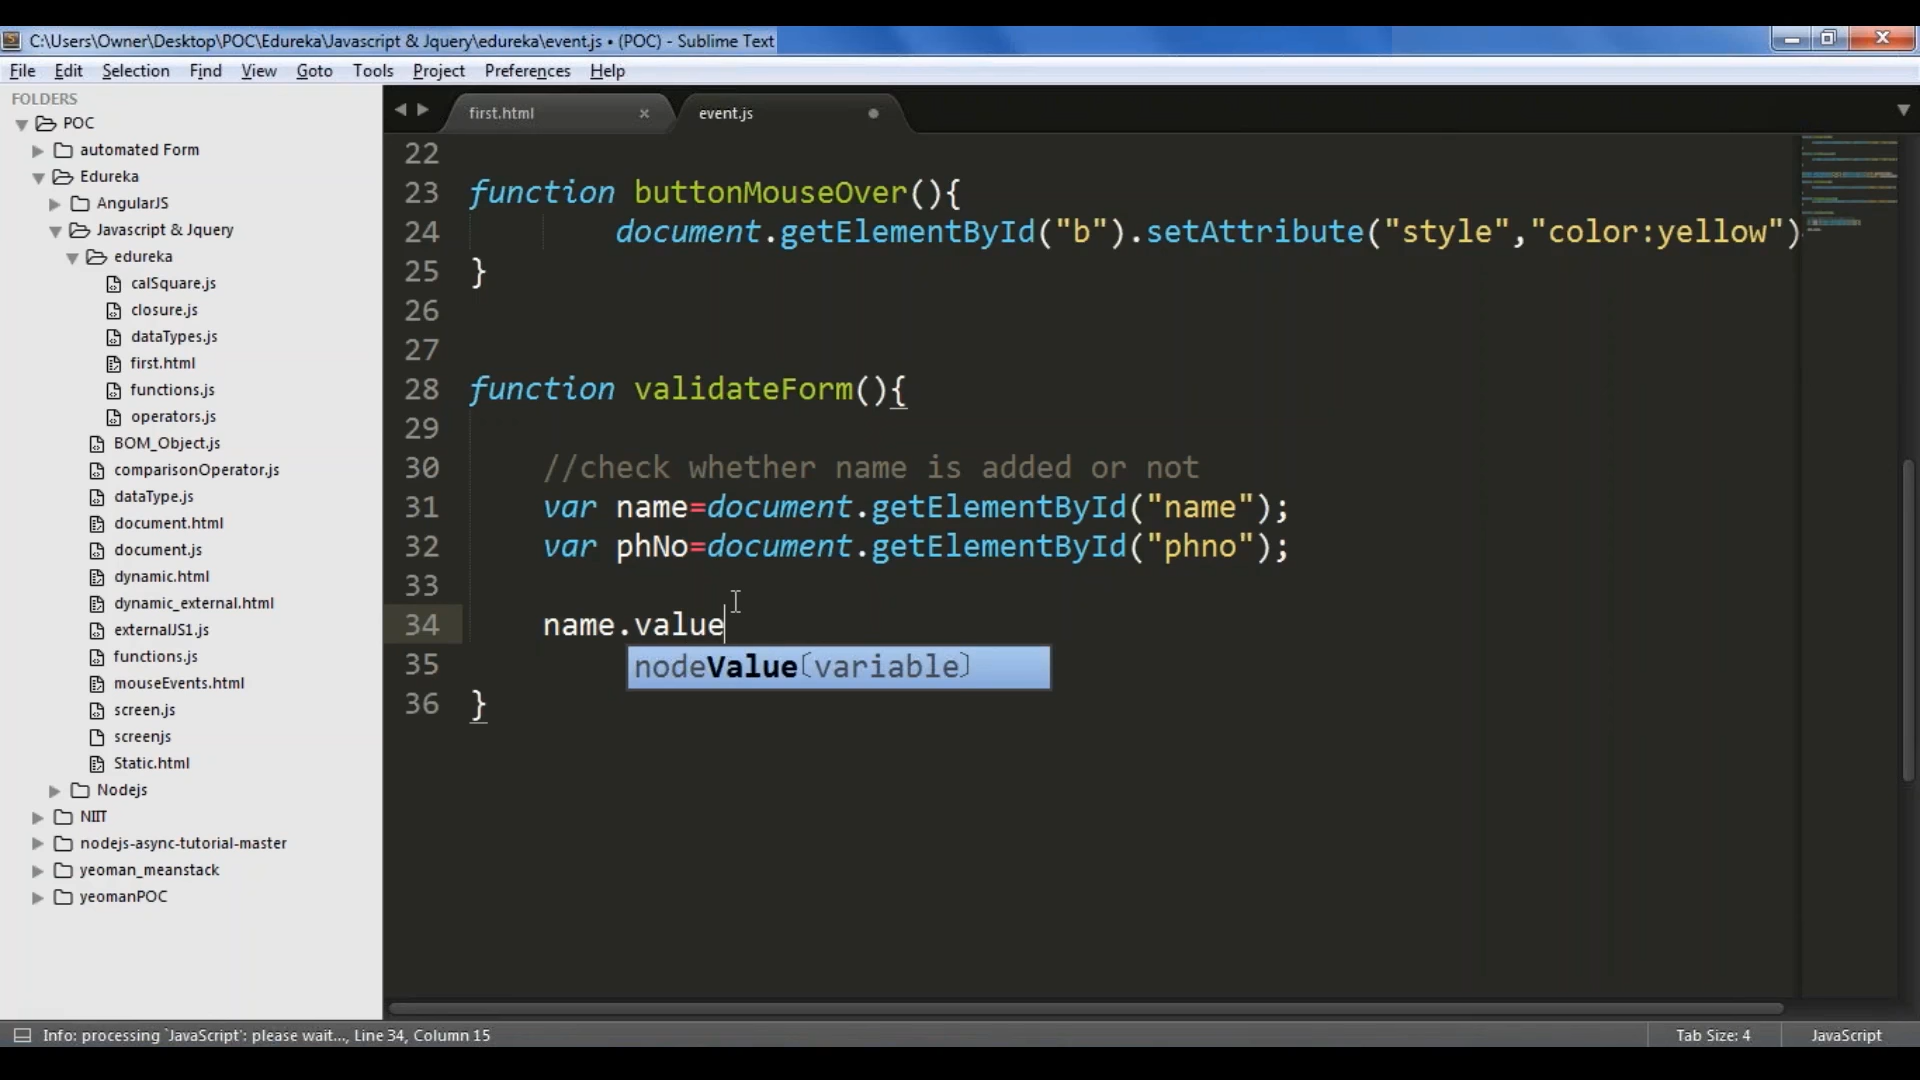 C:\Users\Owner\Desktop\POC\Edureka\Javascript & Jquery\edureka\event.js • (POC) - Sublime Text
File Edit Selection Find View Goto Tools Project Preferences Help
FOLDERS
POC
automated Form
Edureka
AngularJS
Javascript & Jquery
edureka
calSquare.js
closure.js
dataTypes.js
first.html
functions.js
operators.js
BOM_Object.js
comparisonOperator.js
dataType.js
document.html
document.js
dynamic.html
dynamic_external.html
externalJS1.js
functions.js
mouseEvents.html
screen.js
screenjs
Static.html
Nodejs
NIIT
nodejs-async-tutorial-master
yeoman_meanstack
yeomanPOC
first.html × event.js
22
23 function buttonMouseOver(){
24 document.getElementById("b").setAttribute("style","color:yellow")
25 }
26
27
28 function validateForm(){
29
30 //check whether name is added or not
31 var name=document.getElementById("name");
32 var phNo=document.getElementById("phno");
33
34 name.value
35 nodeValue(variable)
36 }
Info: processing `JavaScript': please wait..., Line 34, Column 15 Tab Size: 4 JavaScript